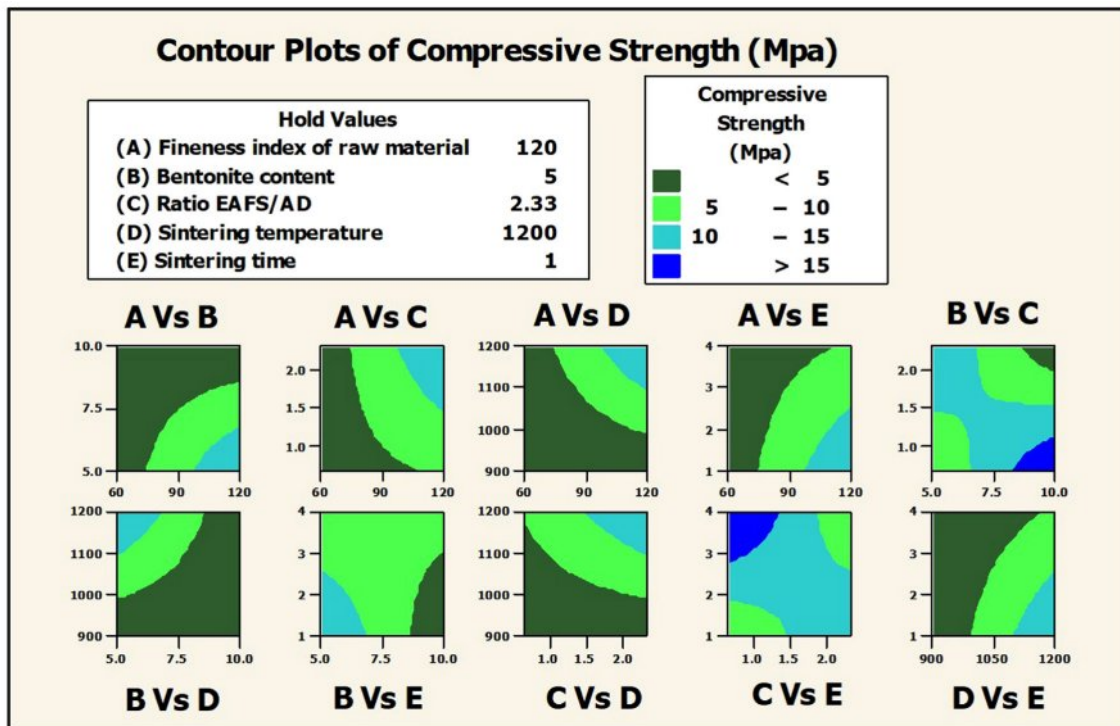 Contour Plots of Compressive Strength (Mpa)
Hold Values
(A) Fineness index of raw material 120
(B) Bentonite content 5
(C) Ratio EAFS/AD 2.33
(D) Sintering temperature 1200
(E) Sintering time 1
Compressive
Strength
(Mpa)
< 5
5 – 10
10 – 15
> 15
A Vs B A Vs C A Vs D A Vs E B Vs C
10.0
7.5
5.0
60 90 120
2.0
1.5
1.0
60 90 120
1200
1100
1000
900
60 90 120
4
3
2
1
60 90 120
2.0
1.5
1.0
5.0 7.5 10.0
1200
1100
1000
900
5.0 7.5 10.0
4
3
2
1
5.0 7.5 10.0
1200
1100
1000
900
1.0 1.5 2.0
4
3
2
1
1.0 1.5 2.0
4
3
2
1
900 1050 1200
B Vs D B Vs E C Vs D C Vs E D Vs E